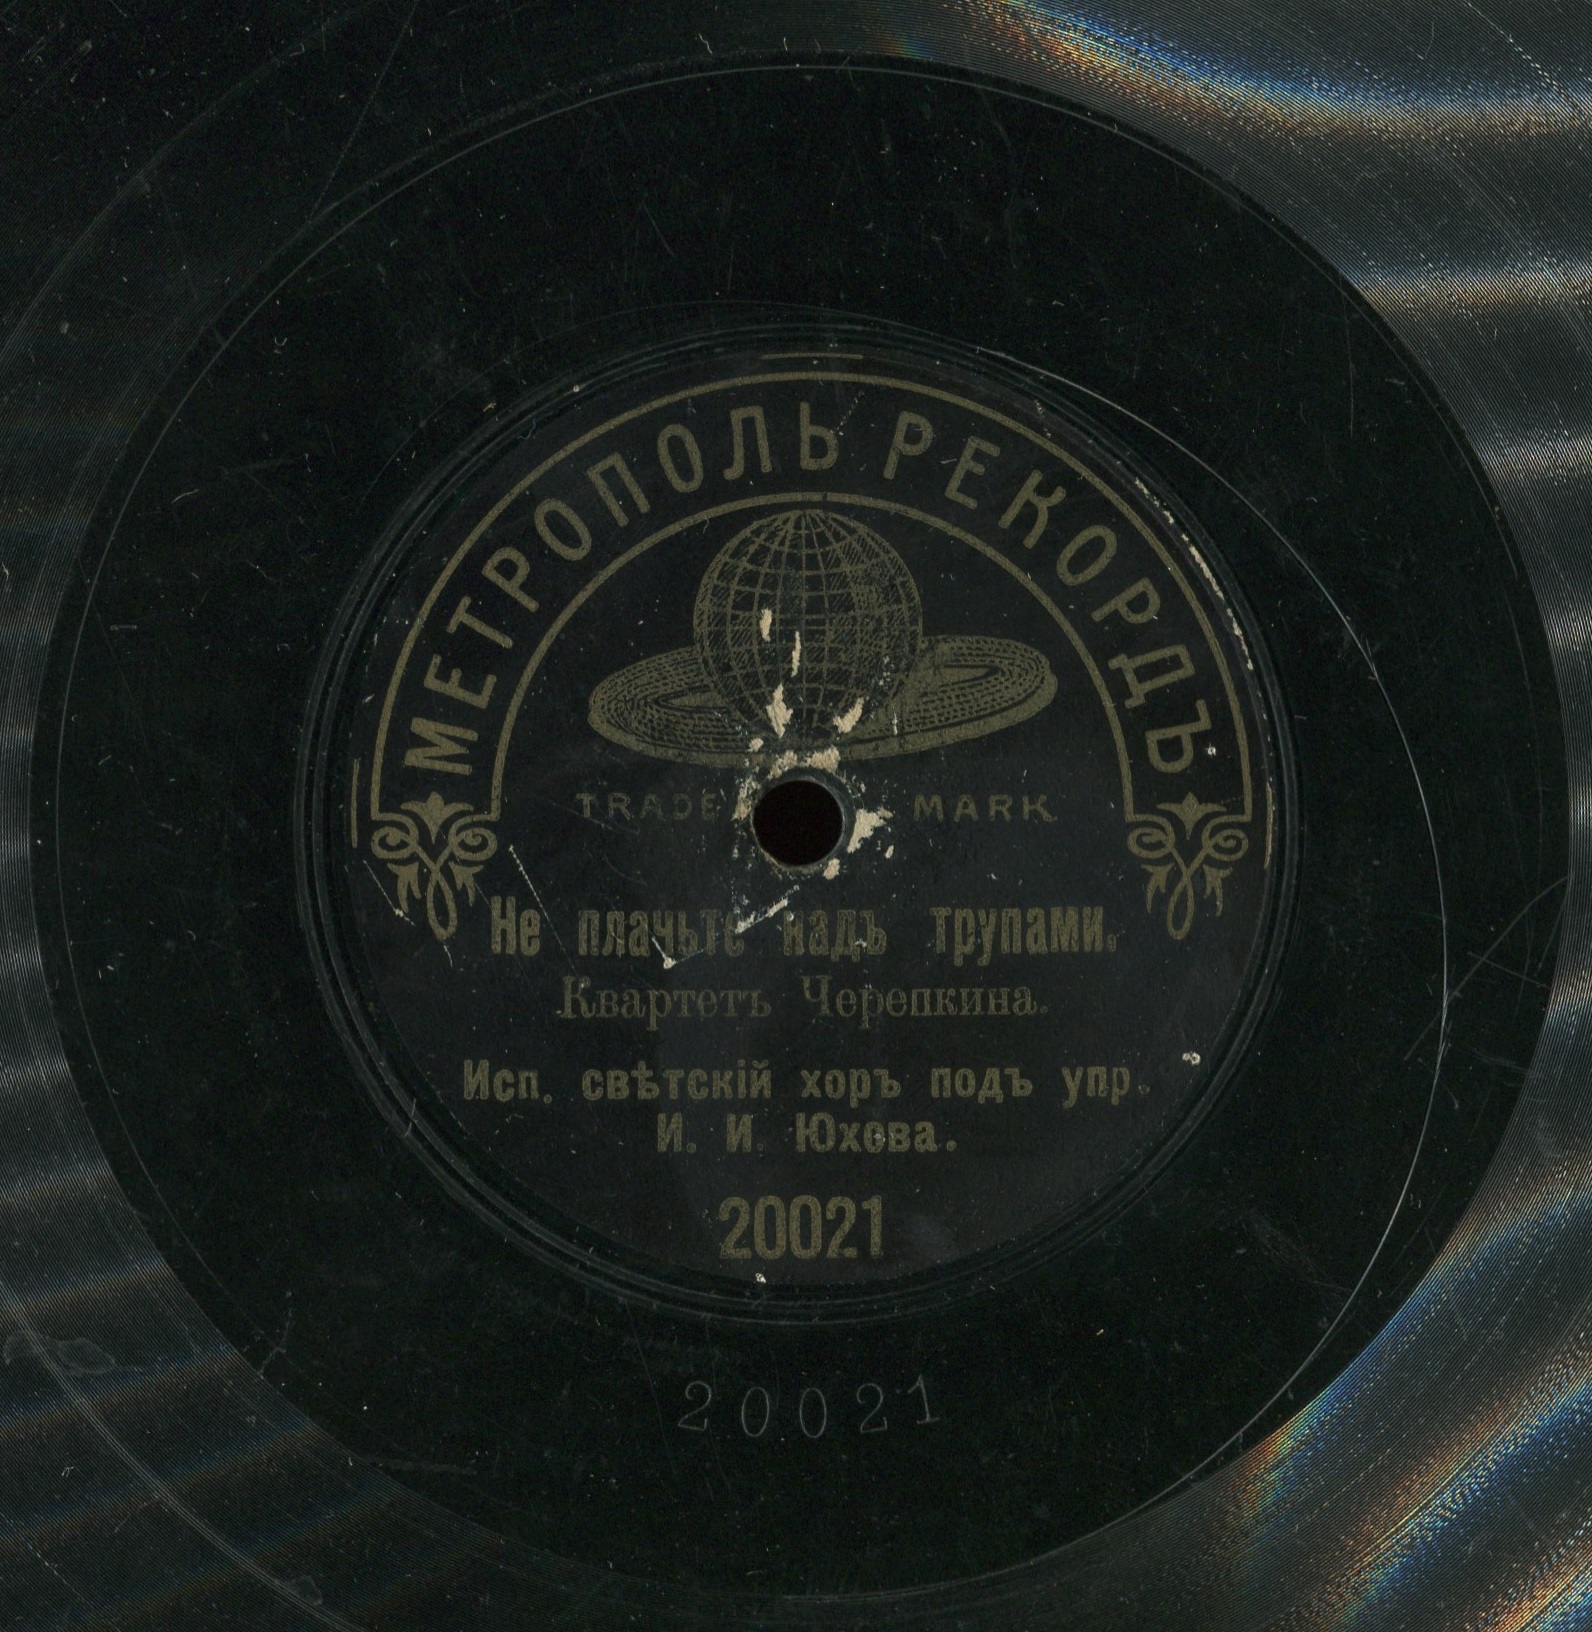 МЕТРОПОЛЬ РЕКОРДЪ
TRADE MARK
Не плачьте надъ трупами.
Квартетъ Черепкина.
Исп. свѣтскій хоръ подъ упр.
И. И. Юхова.
20021
20021